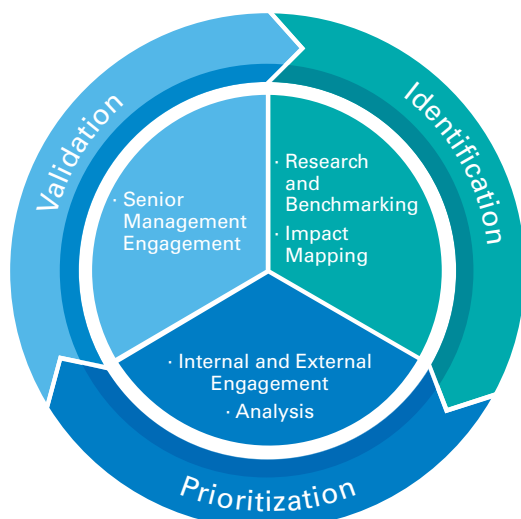 Validation
Identification
· Research
and
Benchmarking
· Impact
Mapping
· Senior
Management
Engagement
· Internal and External
Engagement
· Analysis
Prioritization